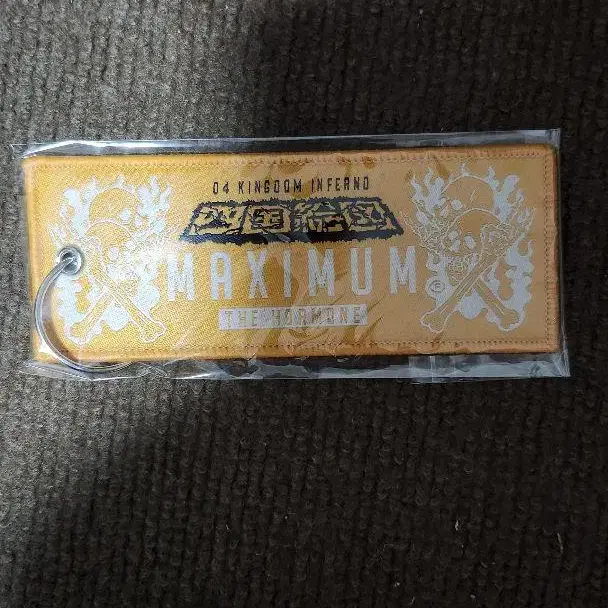 04 KINGDOM INFERNO
MAXIMUM
THE HORMONE